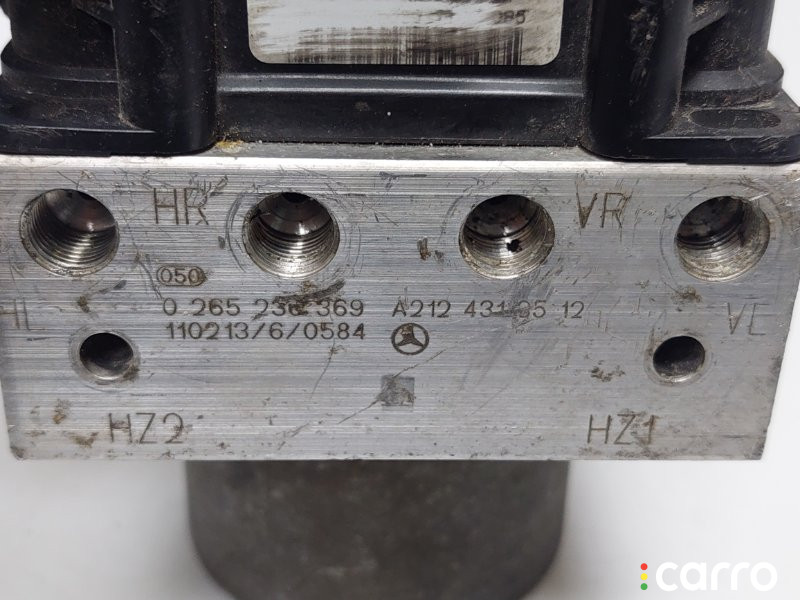 HR VR
050
0 265 236 369 A212 431 35 12
HL VL
110213/6/0584
HZ2 HZ1
carro